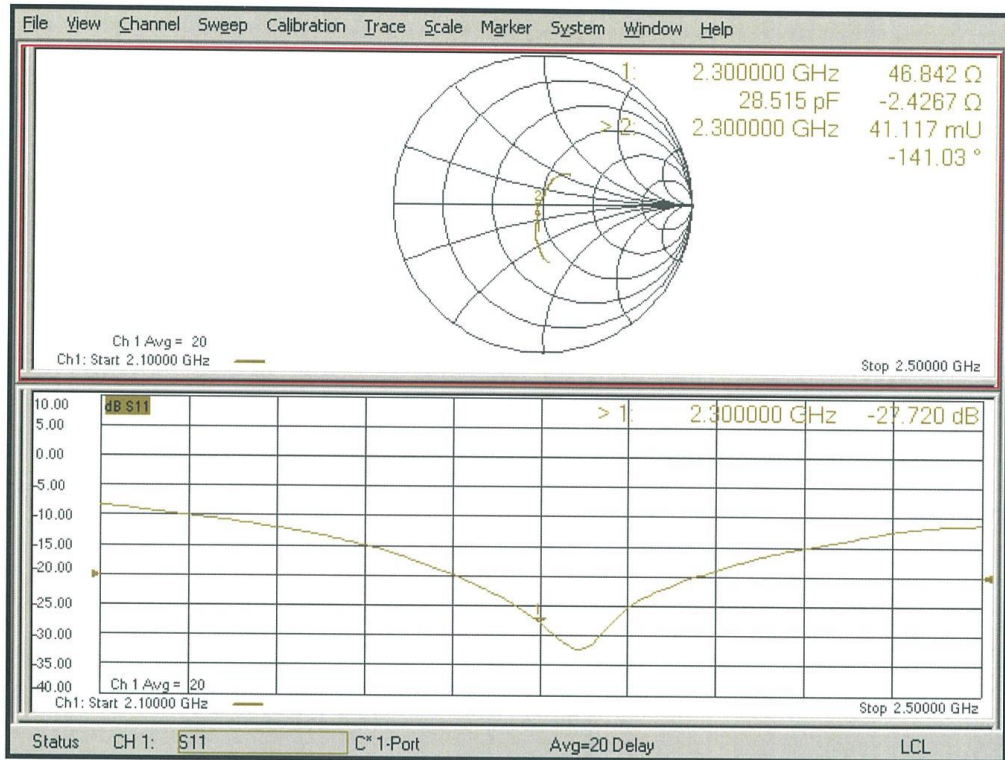 File View Channel Sweep Calibration Trace Scale Marker System Window Help
1: 2.300000 GHz 46.842 Ω
28.515 pF -2.4267 Ω
> 2: 2.300000 GHz 41.117 mU
-141.03 °
2
Ch 1 Avg = 20
Ch1: Start 2.10000 GHz
Stop 2.50000 GHz
10.00
dB S11
> 1: 2.300000 GHz -27.720 dB
5.00
0.00
-5.00
-10.00
-15.00
-20.00
-25.00
1
-30.00
-35.00
-40.00
Ch 1 Avg = 20
Ch1: Start 2.10000 GHz
Stop 2.50000 GHz
Status CH 1: S11 C* 1-Port Avg=20 Delay LCL